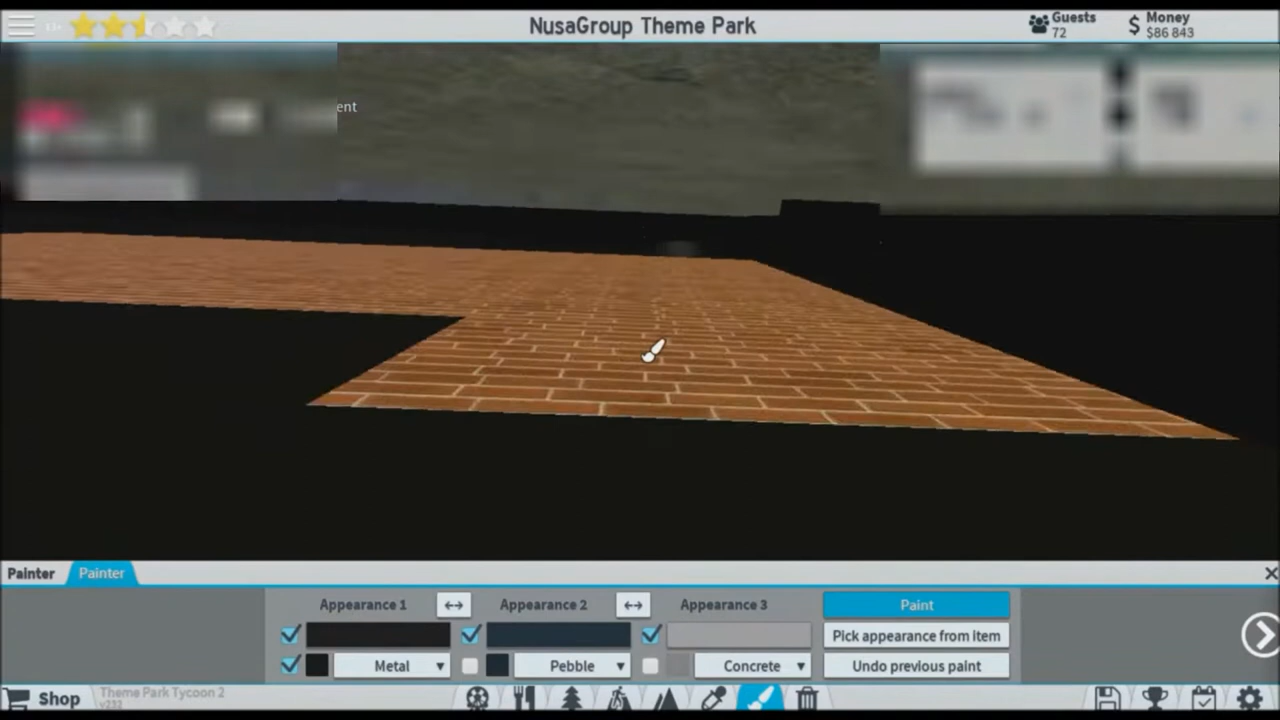 NusaGroup Theme Park
Guests
72
$
Money
$86 843
ent
Painter
Painter
Appearance 1
Appearance 2
Appearance 3
Paint
Pick appearance from item
Metal
Pebble
Concrete
Undo previous paint
Shop
Theme Park Tycoon 2
v233